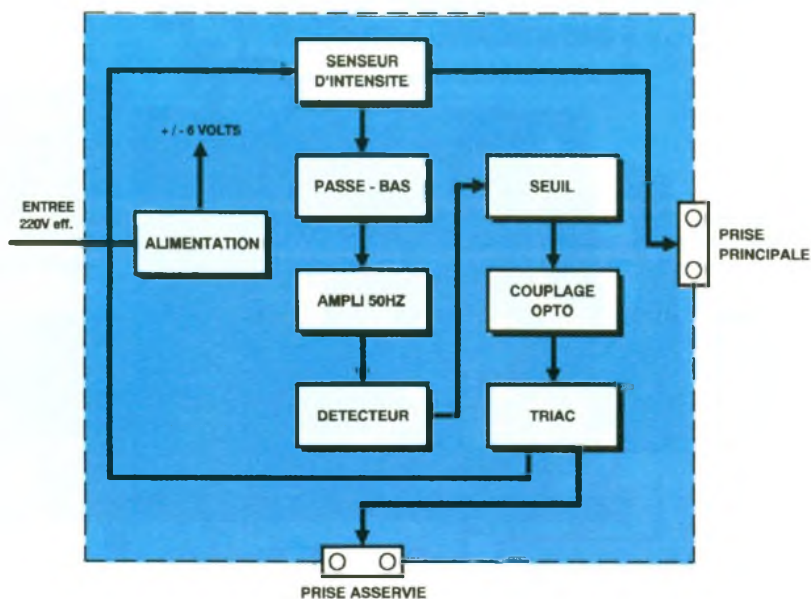 SENSEUR
D'INTENSITE
+ / - 6 VOLTS
PASSE - BAS
SEUIL
ENTREE
220V eff.
ALIMENTATION
PRISE
PRINCIPALE
AMPLI 50HZ
COUPLAGE
OPTO
DETECTEUR
TRIAC
PRISE ASSERVIE